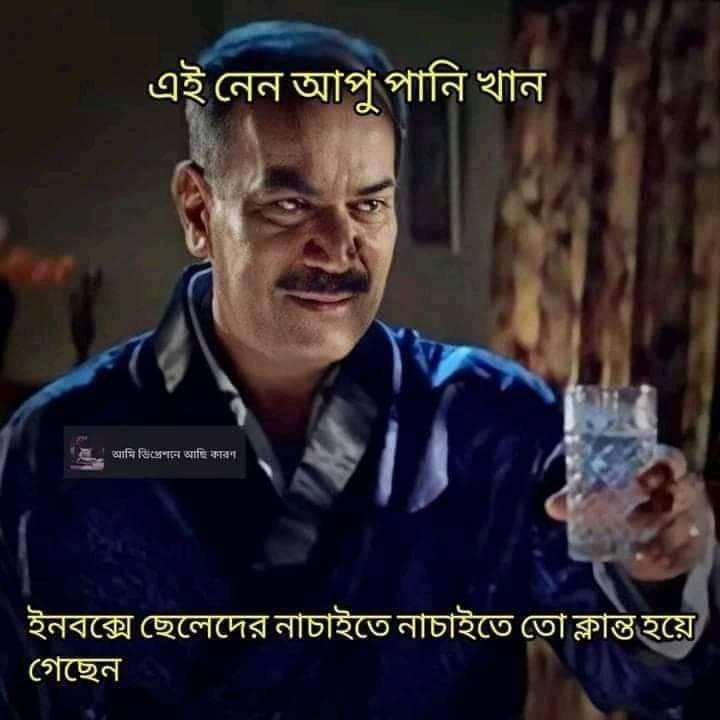 এই নেন আপু পানি খান
আমি ডিপ্রেশনে আছি কারণ
ইনবক্সে ছেলেদের নাচাইতে নাচাইতে তো ক্লান্ত হয়ে
গেছেন